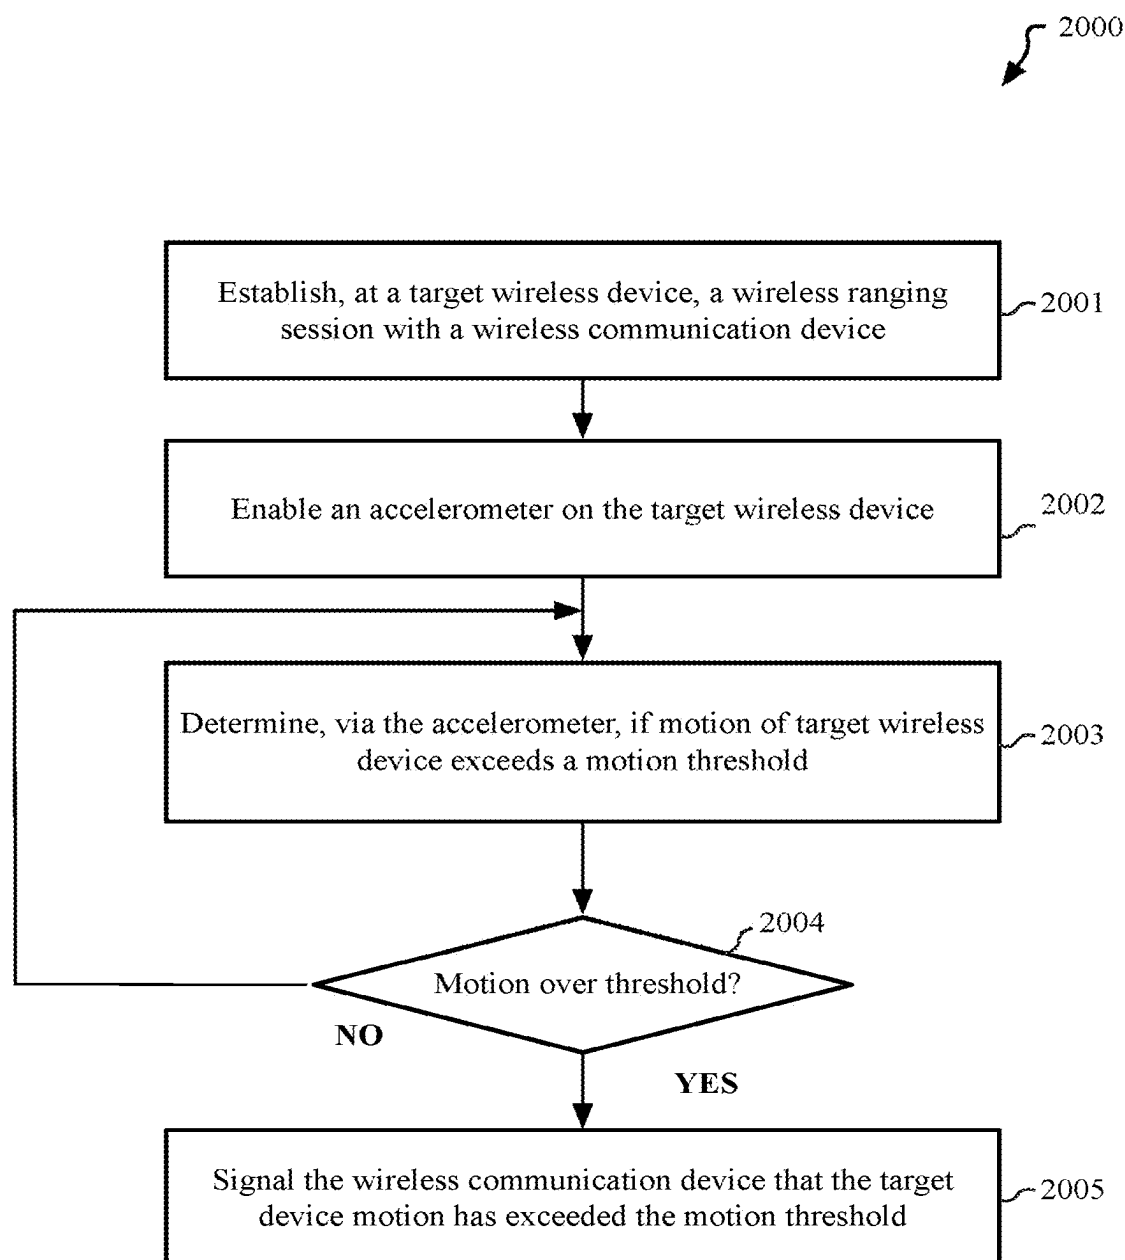 2000
Establish, at a target wireless device, a wireless ranging
session with a wireless communication device
2001
Enable an accelerometer on the target wireless device
2002
Determine, via the accelerometer, if motion of target wireless
device exceeds a motion threshold
2003
2004
Motion over threshold?
NO
YES
Signal the wireless communication device that the target
device motion has exceeded the motion threshold
2005